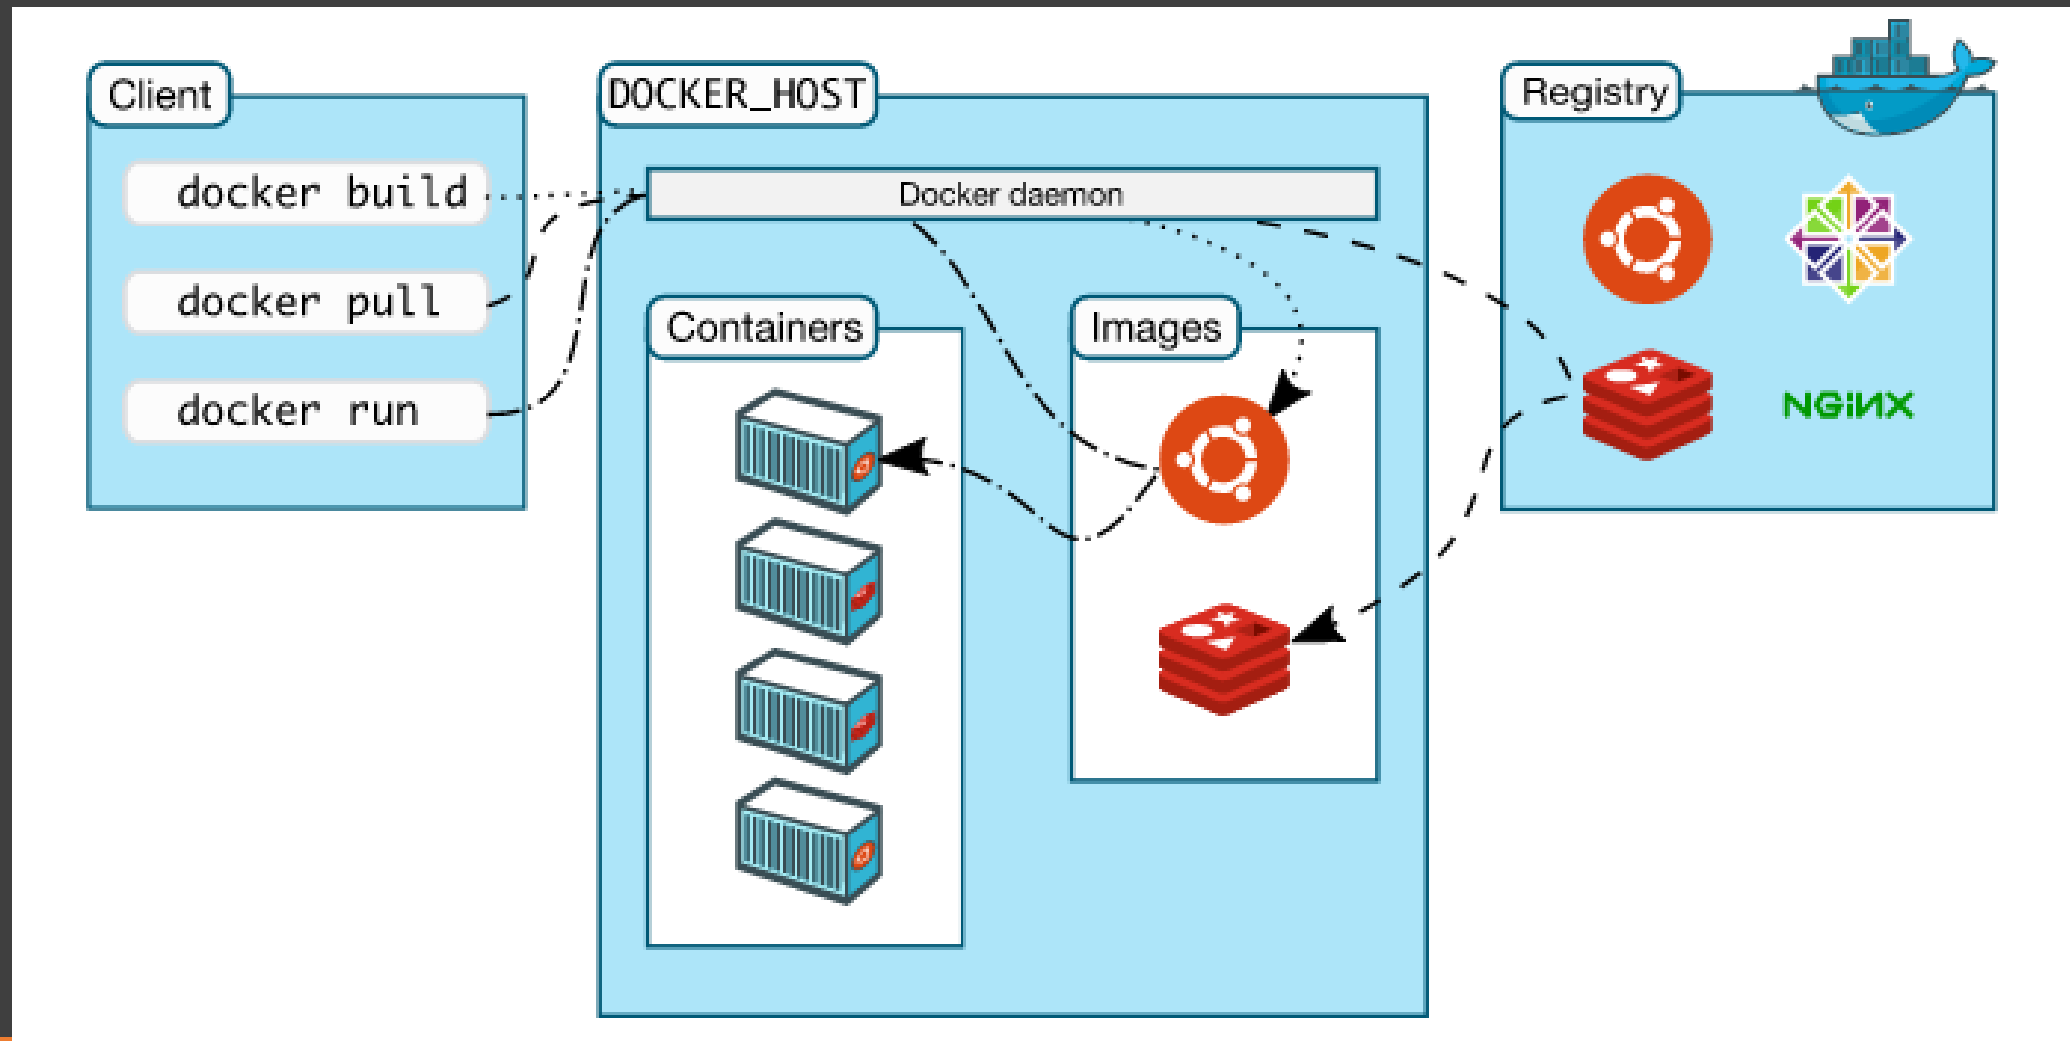 Client
docker build
docker pull
docker run
DOCKER_HOST
Docker daemon
Containers
Images
Registry
NGiNX